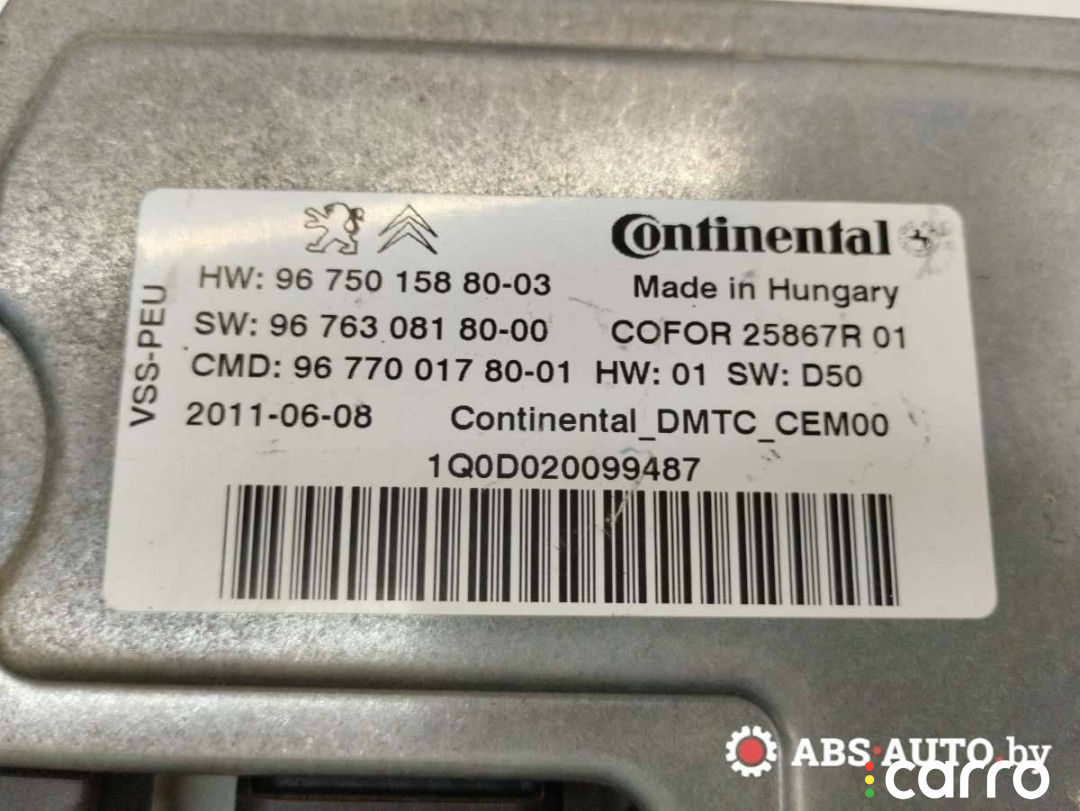 Continental
HW: 96 750 158 80-03 Made in Hungary
SW: 96 763 081 80-00 COFOR 25867R 01
CMD: 96 770 017 80-01 HW: 01 SW: D50
2011-06-08 Continental_DMTC_CEM00
1Q0D020099487
VSS-PEU
ABS-AUTO.by
carro